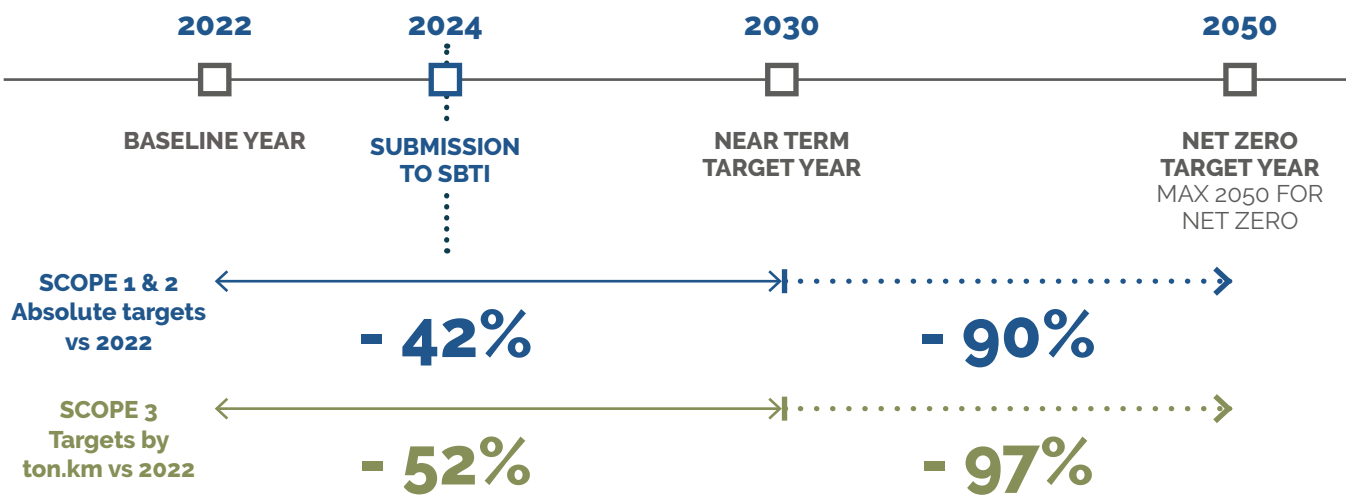 2022
2024
2030
2050
BASELINE YEAR
SUBMISSION
TO SBTI
NEAR TERM
TARGET YEAR
NET ZERO
TARGET YEAR
MAX 2050 FOR
NET ZERO
SCOPE 1 & 2
Absolute targets
vs 2022
- 42%
- 90%
SCOPE 3
Targets by
ton.km vs 2022
- 52%
- 97%